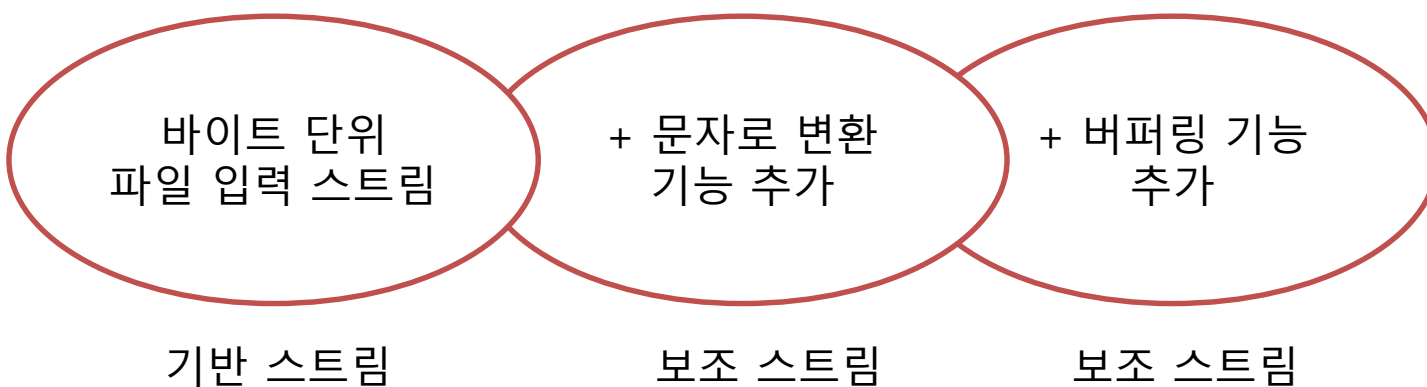 바이트 단위
파일 입력 스트림
+ 문자로 변환
기능 추가
+ 버퍼링 기능
추가
기반 스트림
보조 스트림
보조 스트림